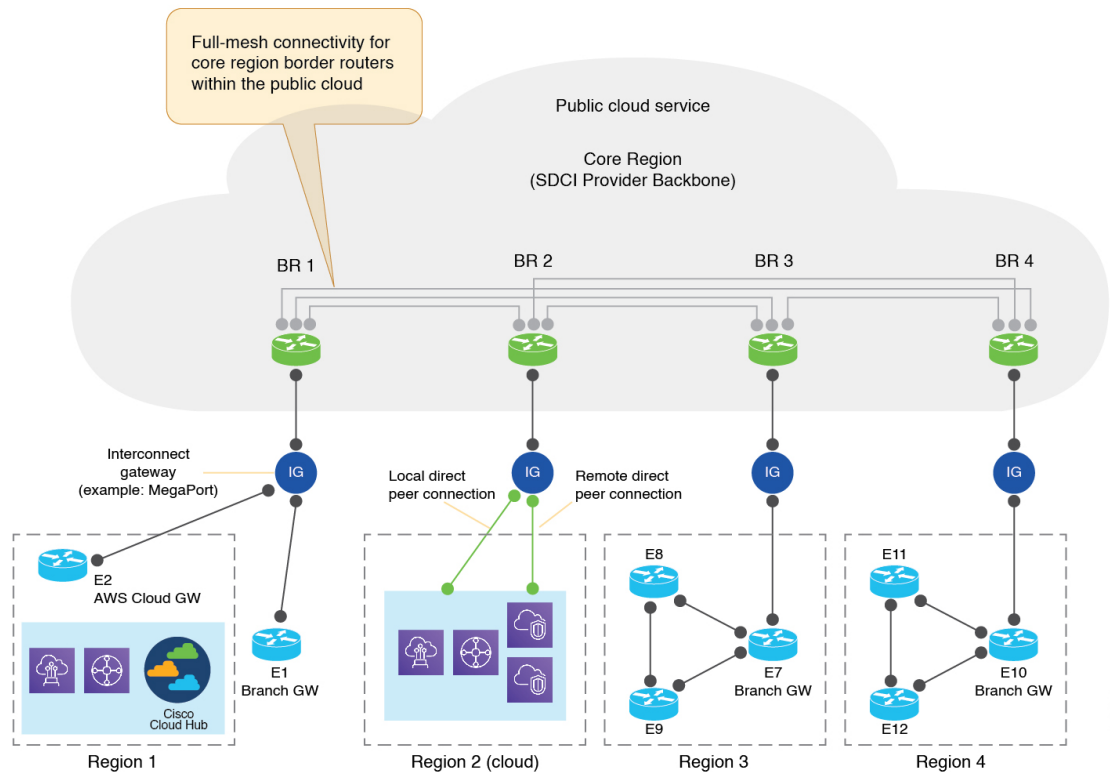 Full-mesh connectivity for
core region border routers
within the public cloud
Public cloud service
Core Region
(SDCI Provider Backbone)
BR 1
BR 2
BR 3
BR 4
Interconnect
gateway
(example: MegaPort)
IG
Local direct
peer connection
IG
Remote direct
peer connection
IG
IG
E2
AWS Cloud GW
E1
Branch GW
Cisco
Cloud Hub
E8
E7
Branch GW
E9
E11
E10
Branch GW
E12
Region 1
Region 2 (cloud)
Region 3
Region 4